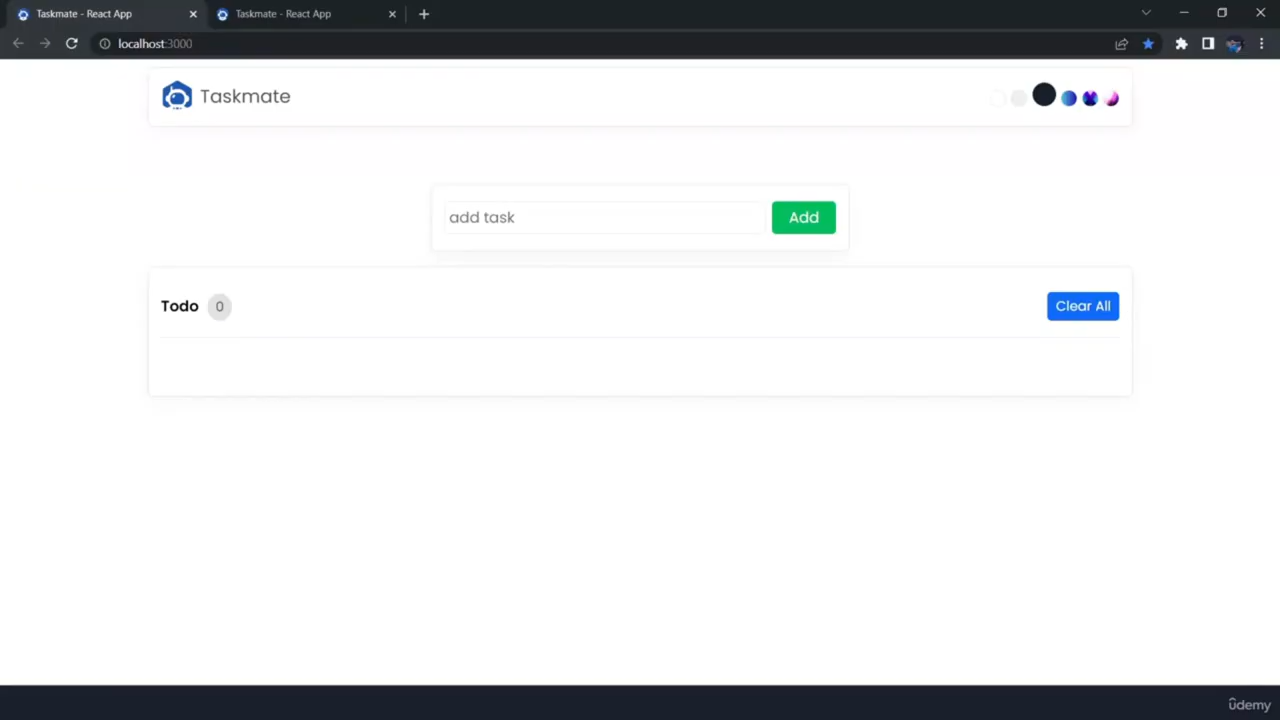 Taskmate - React App
Taskmate - React App
localhost:3000
Taskmate
add task
Add
Todo 0
Clear All
ûdemy